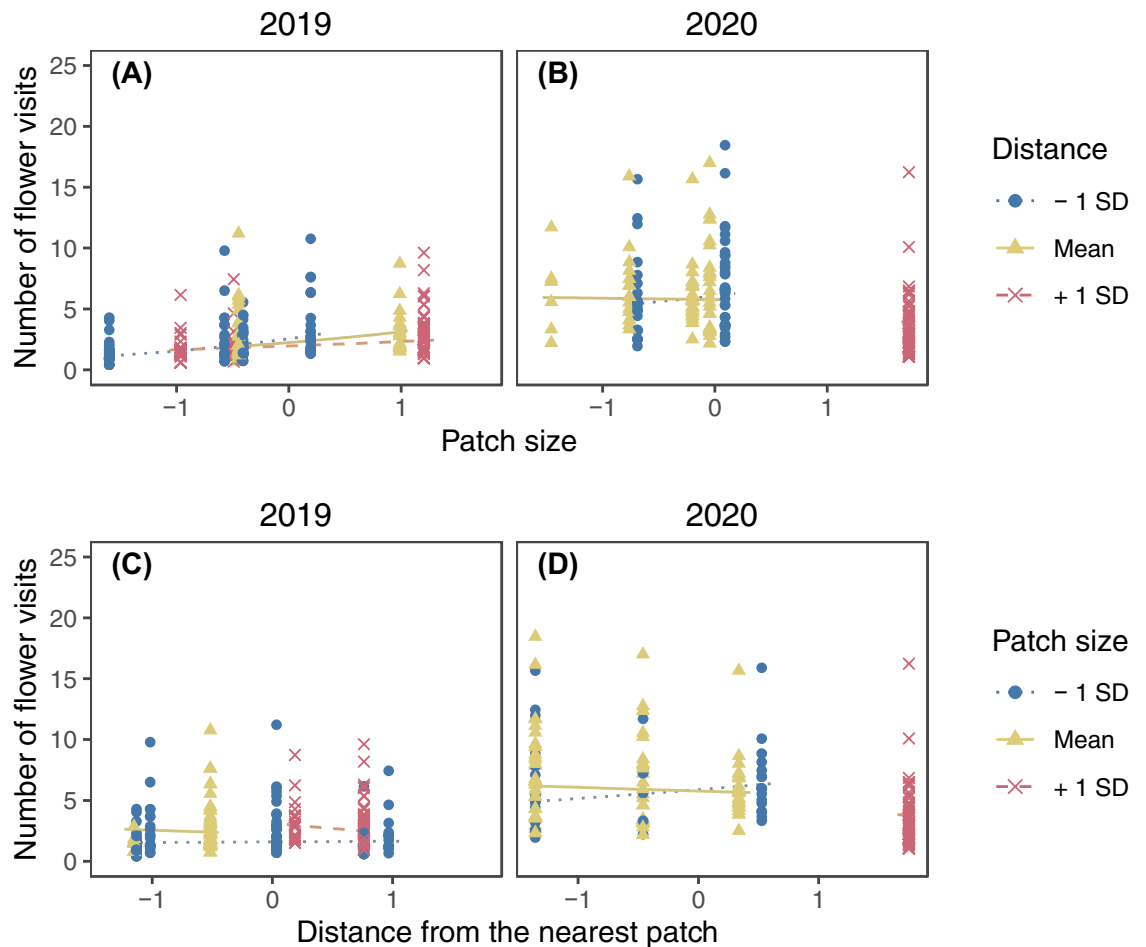 2019
2020
Number of flower visits
25
20
15
10
5
0
(A)
(B)
−1
0
1
−1
0
1
Patch size
Distance
− 1 SD
Mean
+ 1 SD
2019
2020
Number of flower visits
25
20
15
10
5
0
(C)
(D)
−1
0
1
−1
0
1
Distance from the nearest patch
Patch size
− 1 SD
Mean
+ 1 SD